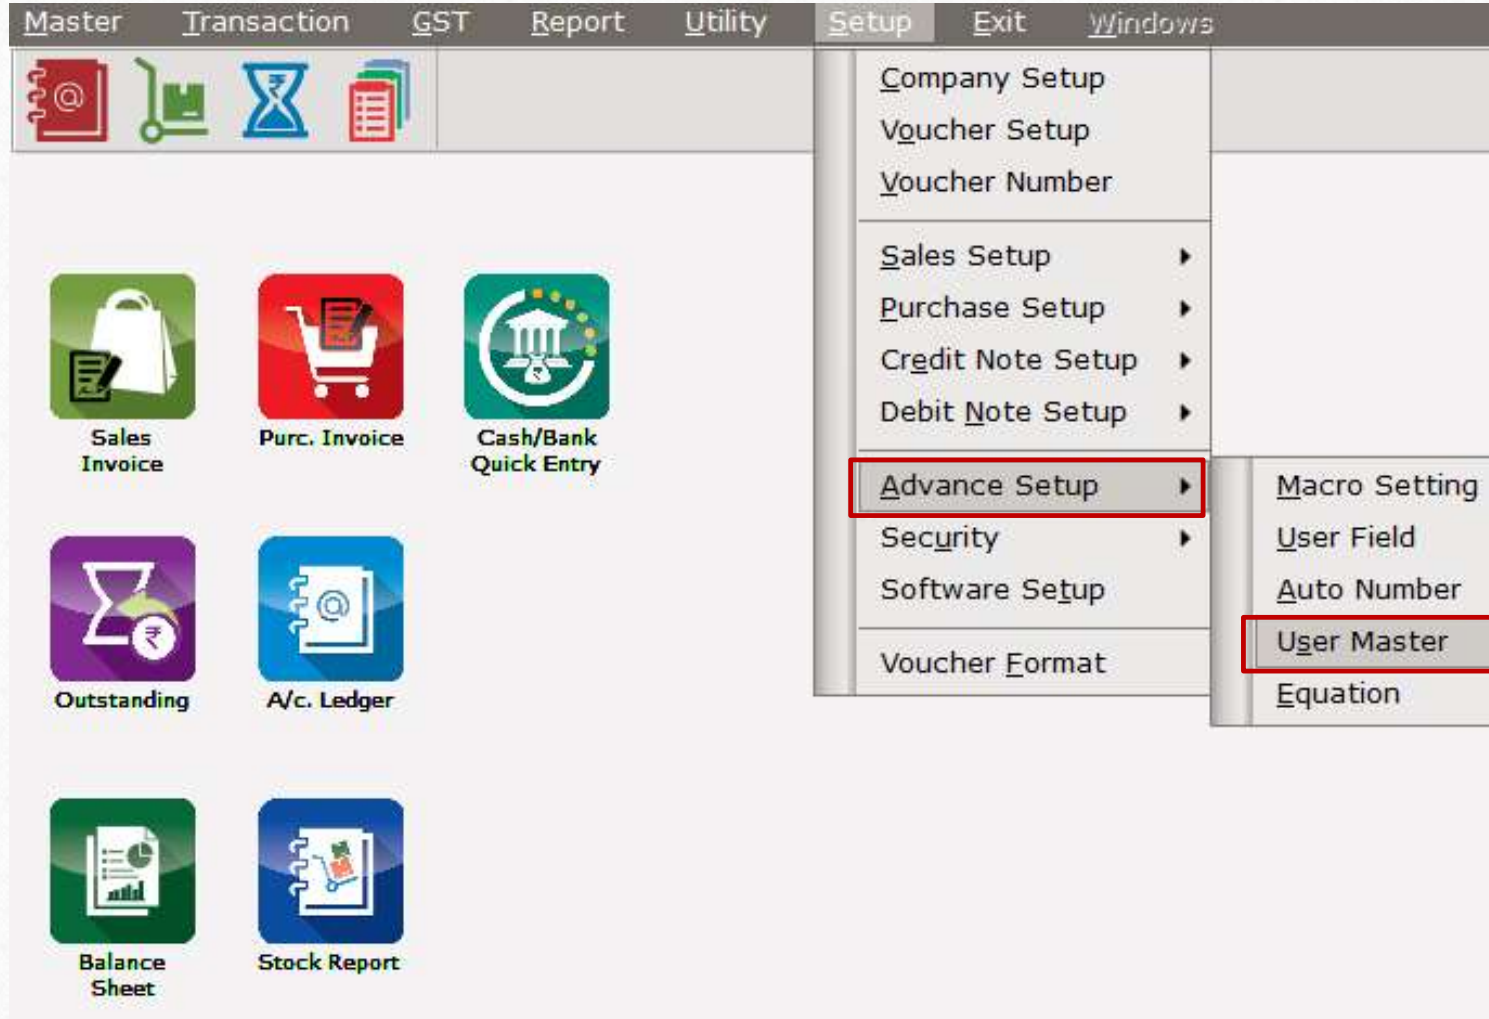 Master Transaction GST Report Utility Setup Exit Windows
Company Setup
Voucher Setup
Voucher Number
Sales Setup
Purchase Setup
Credit Note Setup
Debit Note Setup
Advance Setup
Security
Software Setup
Voucher Format
Macro Setting
User Field
Auto Number
User Master
Equation
Sales
Invoice
Purc. Invoice
Cash/Bank
Quick Entry
Outstanding
A/c. Ledger
Balance
Sheet
Stock Report